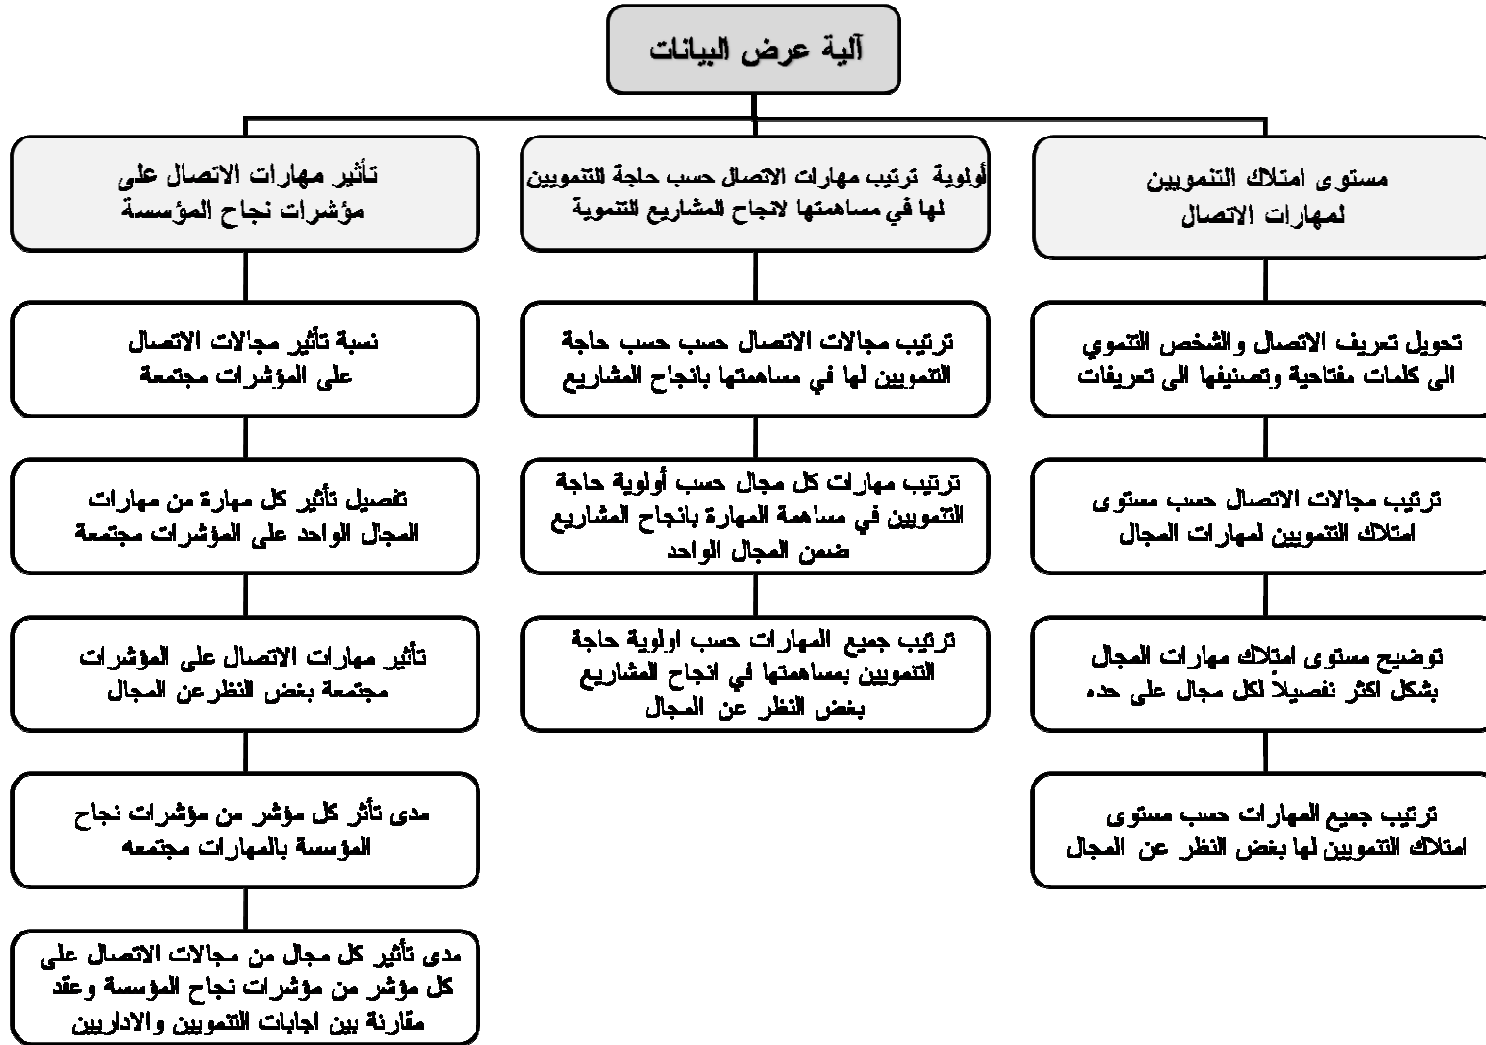 آلية عرض البيانات
مستوى امتلاك التنمويين
لمهارات الاتصال
تحويل تعريف الاتصال والشخص التنموي
الى كلمات مفتاحية وتصنيفها الى تعريفات
ترتيب مجالات الاتصال حسب مستوى
امتلاك التنمويين لمهارات المجال
توضيح مستوى امتلاك مهارات المجال
بشكل اكثر تفصيلاً لكل مجال على حده
ترتيب جميع المهارات حسب مستوى
امتلاك التنمويين لها بغض النظر عن المجال
أولوية ترتيب مهارات الاتصال حسب حاجة التنمويين
لها في مساهمتها لانجاح المشاريع التنموية
ترتيب مجالات الاتصال حسب حسب حاجة
التنمويين لها في مساهمتها بانجاح المشاريع
ترتيب مهارات كل مجال حسب أولوية حاجة
التنمويين في مساهمة المهارة بانجاح المشاريع
ضمن المجال الواحد
ترتيب جميع المهارات حسب اولوية حاجة
التنمويين بمساهمتها في انجاح المشاريع
بغض النظر عن المجال
تأثير مهارات الاتصال على
مؤشرات نجاح المؤسسة
نسبة تأثير مجالات الاتصال
على المؤشرات مجتمعة
تفصيل تأثير كل مهارة من مهارات
المجال الواحد على المؤشرات مجتمعة
تأثير مهارات الاتصال على المؤشرات
مجتمعة بغض النظرعن المجال
مدى تأثر كل مؤشر من مؤشرات نجاح
المؤسسة بالمهارات مجتمعه
مدى تأثير كل مجال من مجالات الاتصال على
كل مؤشر من مؤشرات نجاح المؤسسة وعقد
مقارنة بين اجابات التنمويين والاداريين